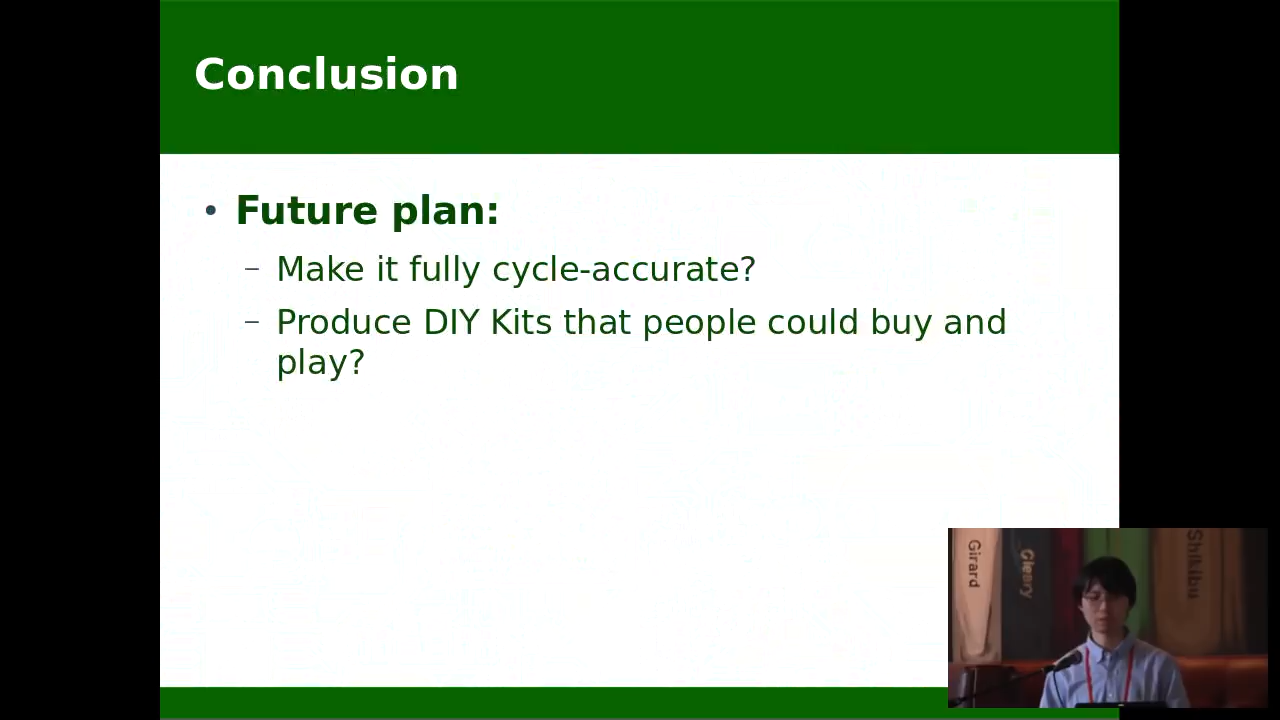 Conclusion
• Future plan:
– Make it fully cycle-accurate?
– Produce DIY Kits that people could buy and
play?
Girard
Cleary
Shikibu